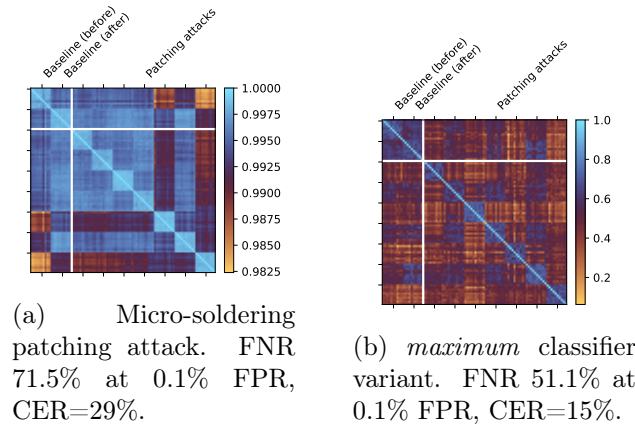 Baseline (before)
Baseline (after)
Patching attacks
1.0000
0.9975
0.9950
0.9925
0.9900
0.9875
0.9850
0.9825
(a) Micro-soldering
patching attack. FNR
71.5% at 0.1% FPR,
CER=29%.
Baseline (before)
Baseline (after)
Patching attacks
1.0
0.8
0.6
0.4
0.2
(b) maximum classifier
variant. FNR 51.1% at
0.1% FPR, CER=15%.